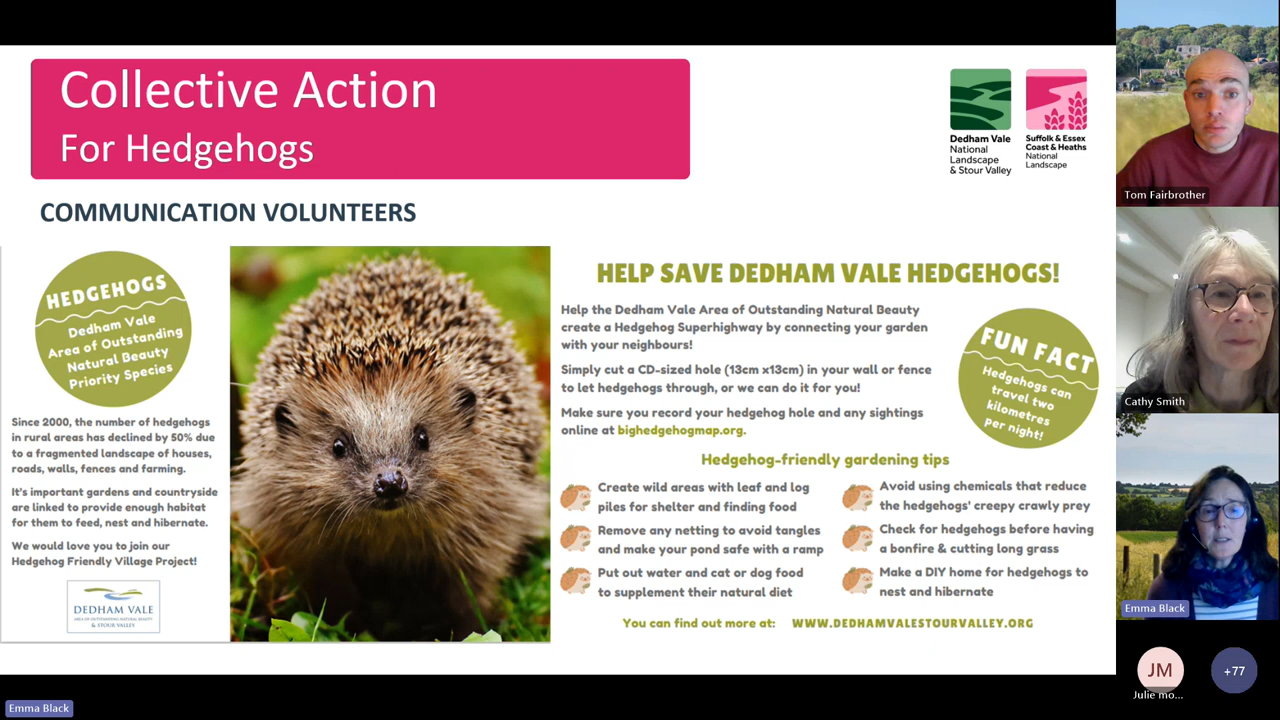 Collective Action
For Hedgehogs
Dedham Vale
National
Landscape
& Stour Valley
Suffolk & Essex
Coast & Heaths
National
Landscape
COMMUNICATION VOLUNTEERS
HEDGEHOGS
Dedham Vale
Area of Outstanding
Natural Beauty
Priority Species
Since 2000, the number of hedgehogs
in rural areas has declined by 50% due
to a fragmented landscape of houses,
roads, walls, fences and farming.
It's important gardens and countryside
are linked to provide enough habitat
for them to feed, nest and hibernate.
We would love you to join our
Hedgehog Friendly Village Project!
DEDHAM VALE
AREA OF OUTSTANDING NATURAL BEAUTY
& STOUR VALLEY
HELP SAVE DEDHAM VALE HEDGEHOGS!
Help the Dedham Vale Area of Outstanding Natural Beauty
create a Hedgehog Superhighway by connecting your garden
with your neighbours!
Simply cut a CD-sized hole (13cm x13cm) in your wall or fence
to let hedgehogs through, or we can do it for you!
Make sure you record your hedgehog hole and any sightings
online at bighedgehogmap.org.
FUN FACT
Hedgehogs can
travel two
kilometres
per night!
Hedgehog-friendly gardening tips
Create wild areas with leaf and log
piles for shelter and finding food
Remove any netting to avoid tangles
and make your pond safe with a ramp
Put out water and cat or dog food
to supplement their natural diet
Avoid using chemicals that reduce
the hedgehogs' creepy crawly prey
Check for hedgehogs before having
a bonfire & cutting long grass
Make a DIY home for hedgehogs to
nest and hibernate
You can find out more at: WWW.DEDHAMVALESTOURVALLEY.ORG
Tom Fairbrother
Cathy Smith
Emma Black
JM
Julie mo...
+77
Emma Black